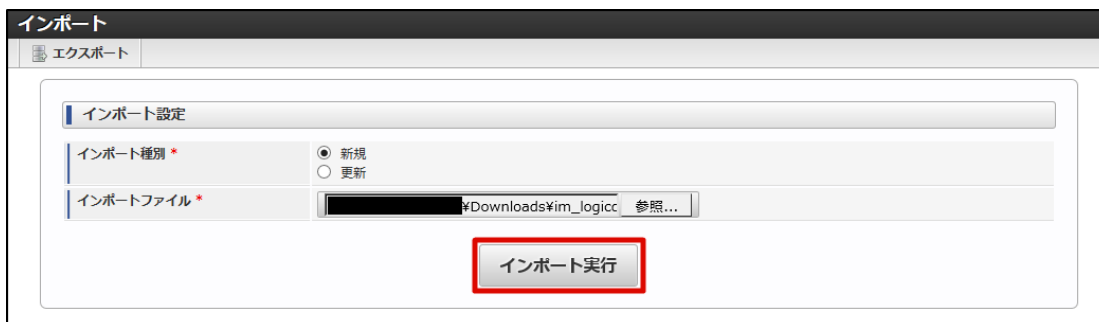 インポート
エクスポート
インポート設定
インポート種別 *
新規
更新
インポートファイル *
¥Downloads¥im_logicc 参照...
インポート実行